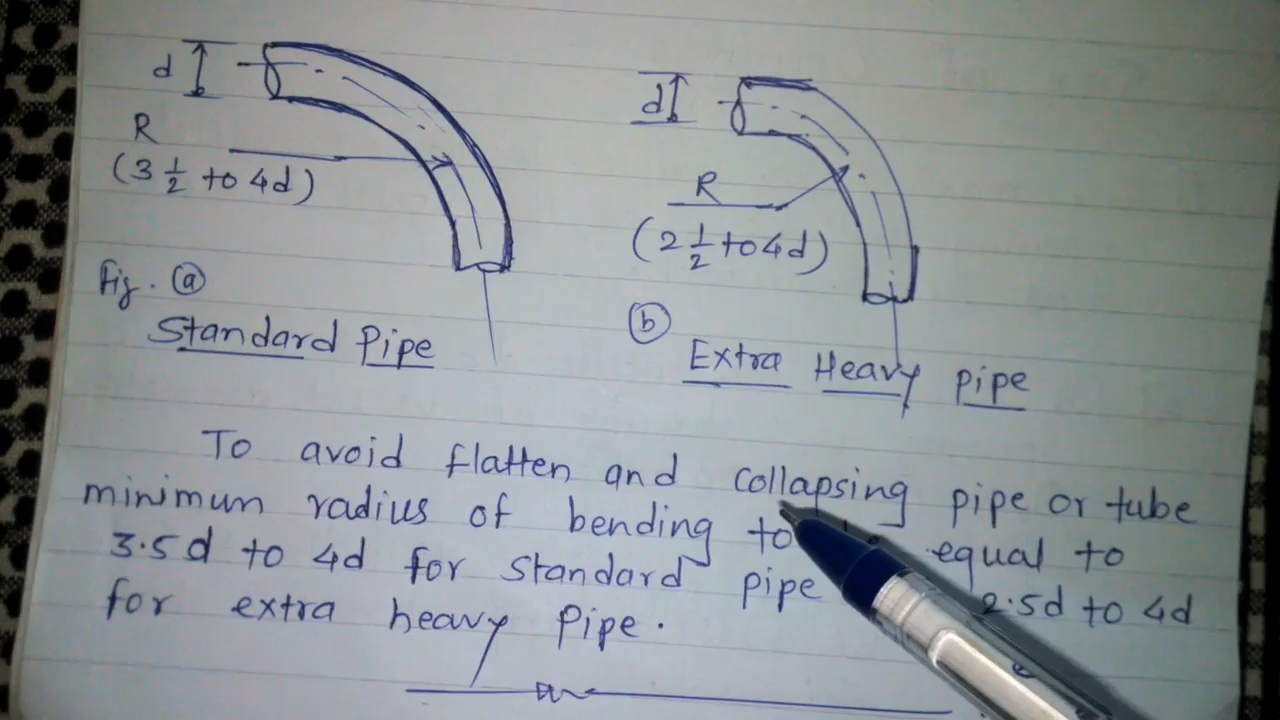 d
R
(3 1/2 to 4d)
Fig. ⓐ
Standard Pipe
d
R
(2 1/2 to 4d)
ⓑ
Extra Heavy pipe
To avoid flatten and collapsing pipe or tube
minimun radius of bending to equal to
3.5d to 4d for standard pipe 2.5d to 4d
for extra heavy Pipe.